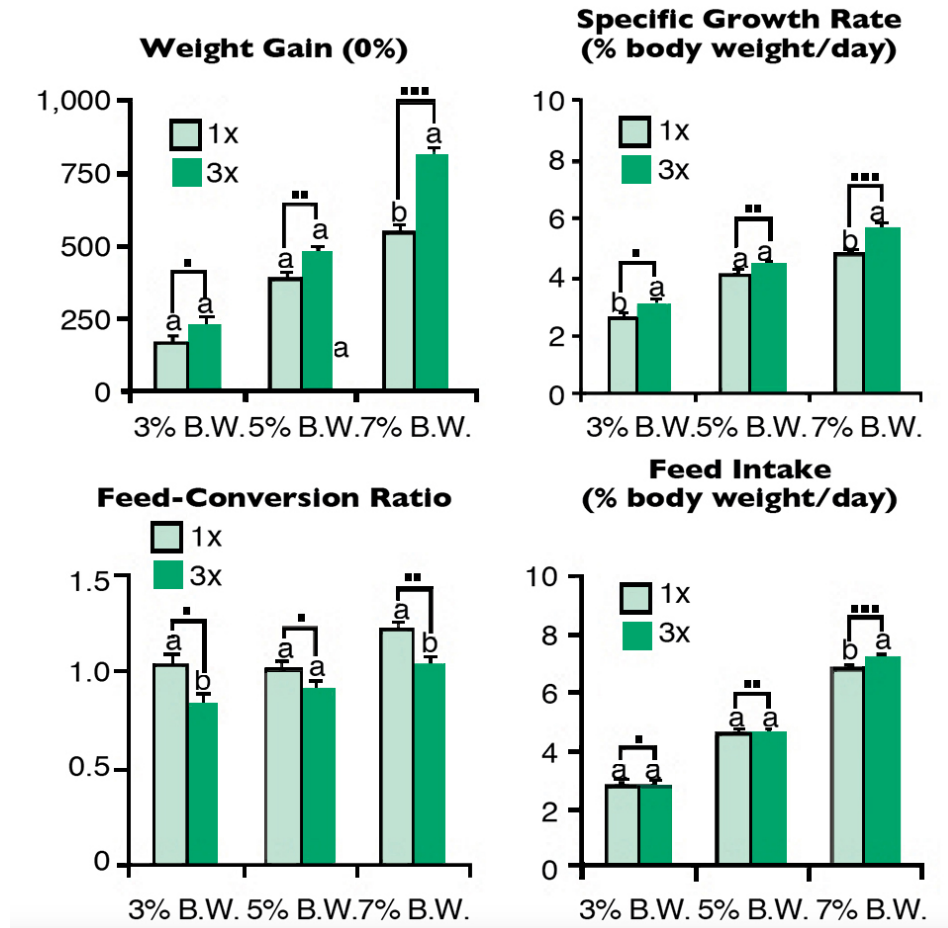 Weight Gain (0%)
1,000
750
500
250
0
1x
3x
a
a
a
a
b
a
a
3% B.W. 5% B.W. 7% B.W.
Specific Growth Rate
(% body weight/day)
10
8
6
4
2
0
1x
3x
b
a
a
a
b
a
3% B.W. 5% B.W. 7% B.W.
Feed-Conversion Ratio
1x
3x
1.5
1.0
0.5
0
a
b
a
a
a
b
3% B.W. 5% B.W. 7% B.W.
Feed Intake
(% body weight/day)
10
8
6
4
2
0
1x
3x
a
a
a
a
b
a
3% B.W. 5% B.W. 7% B.W.